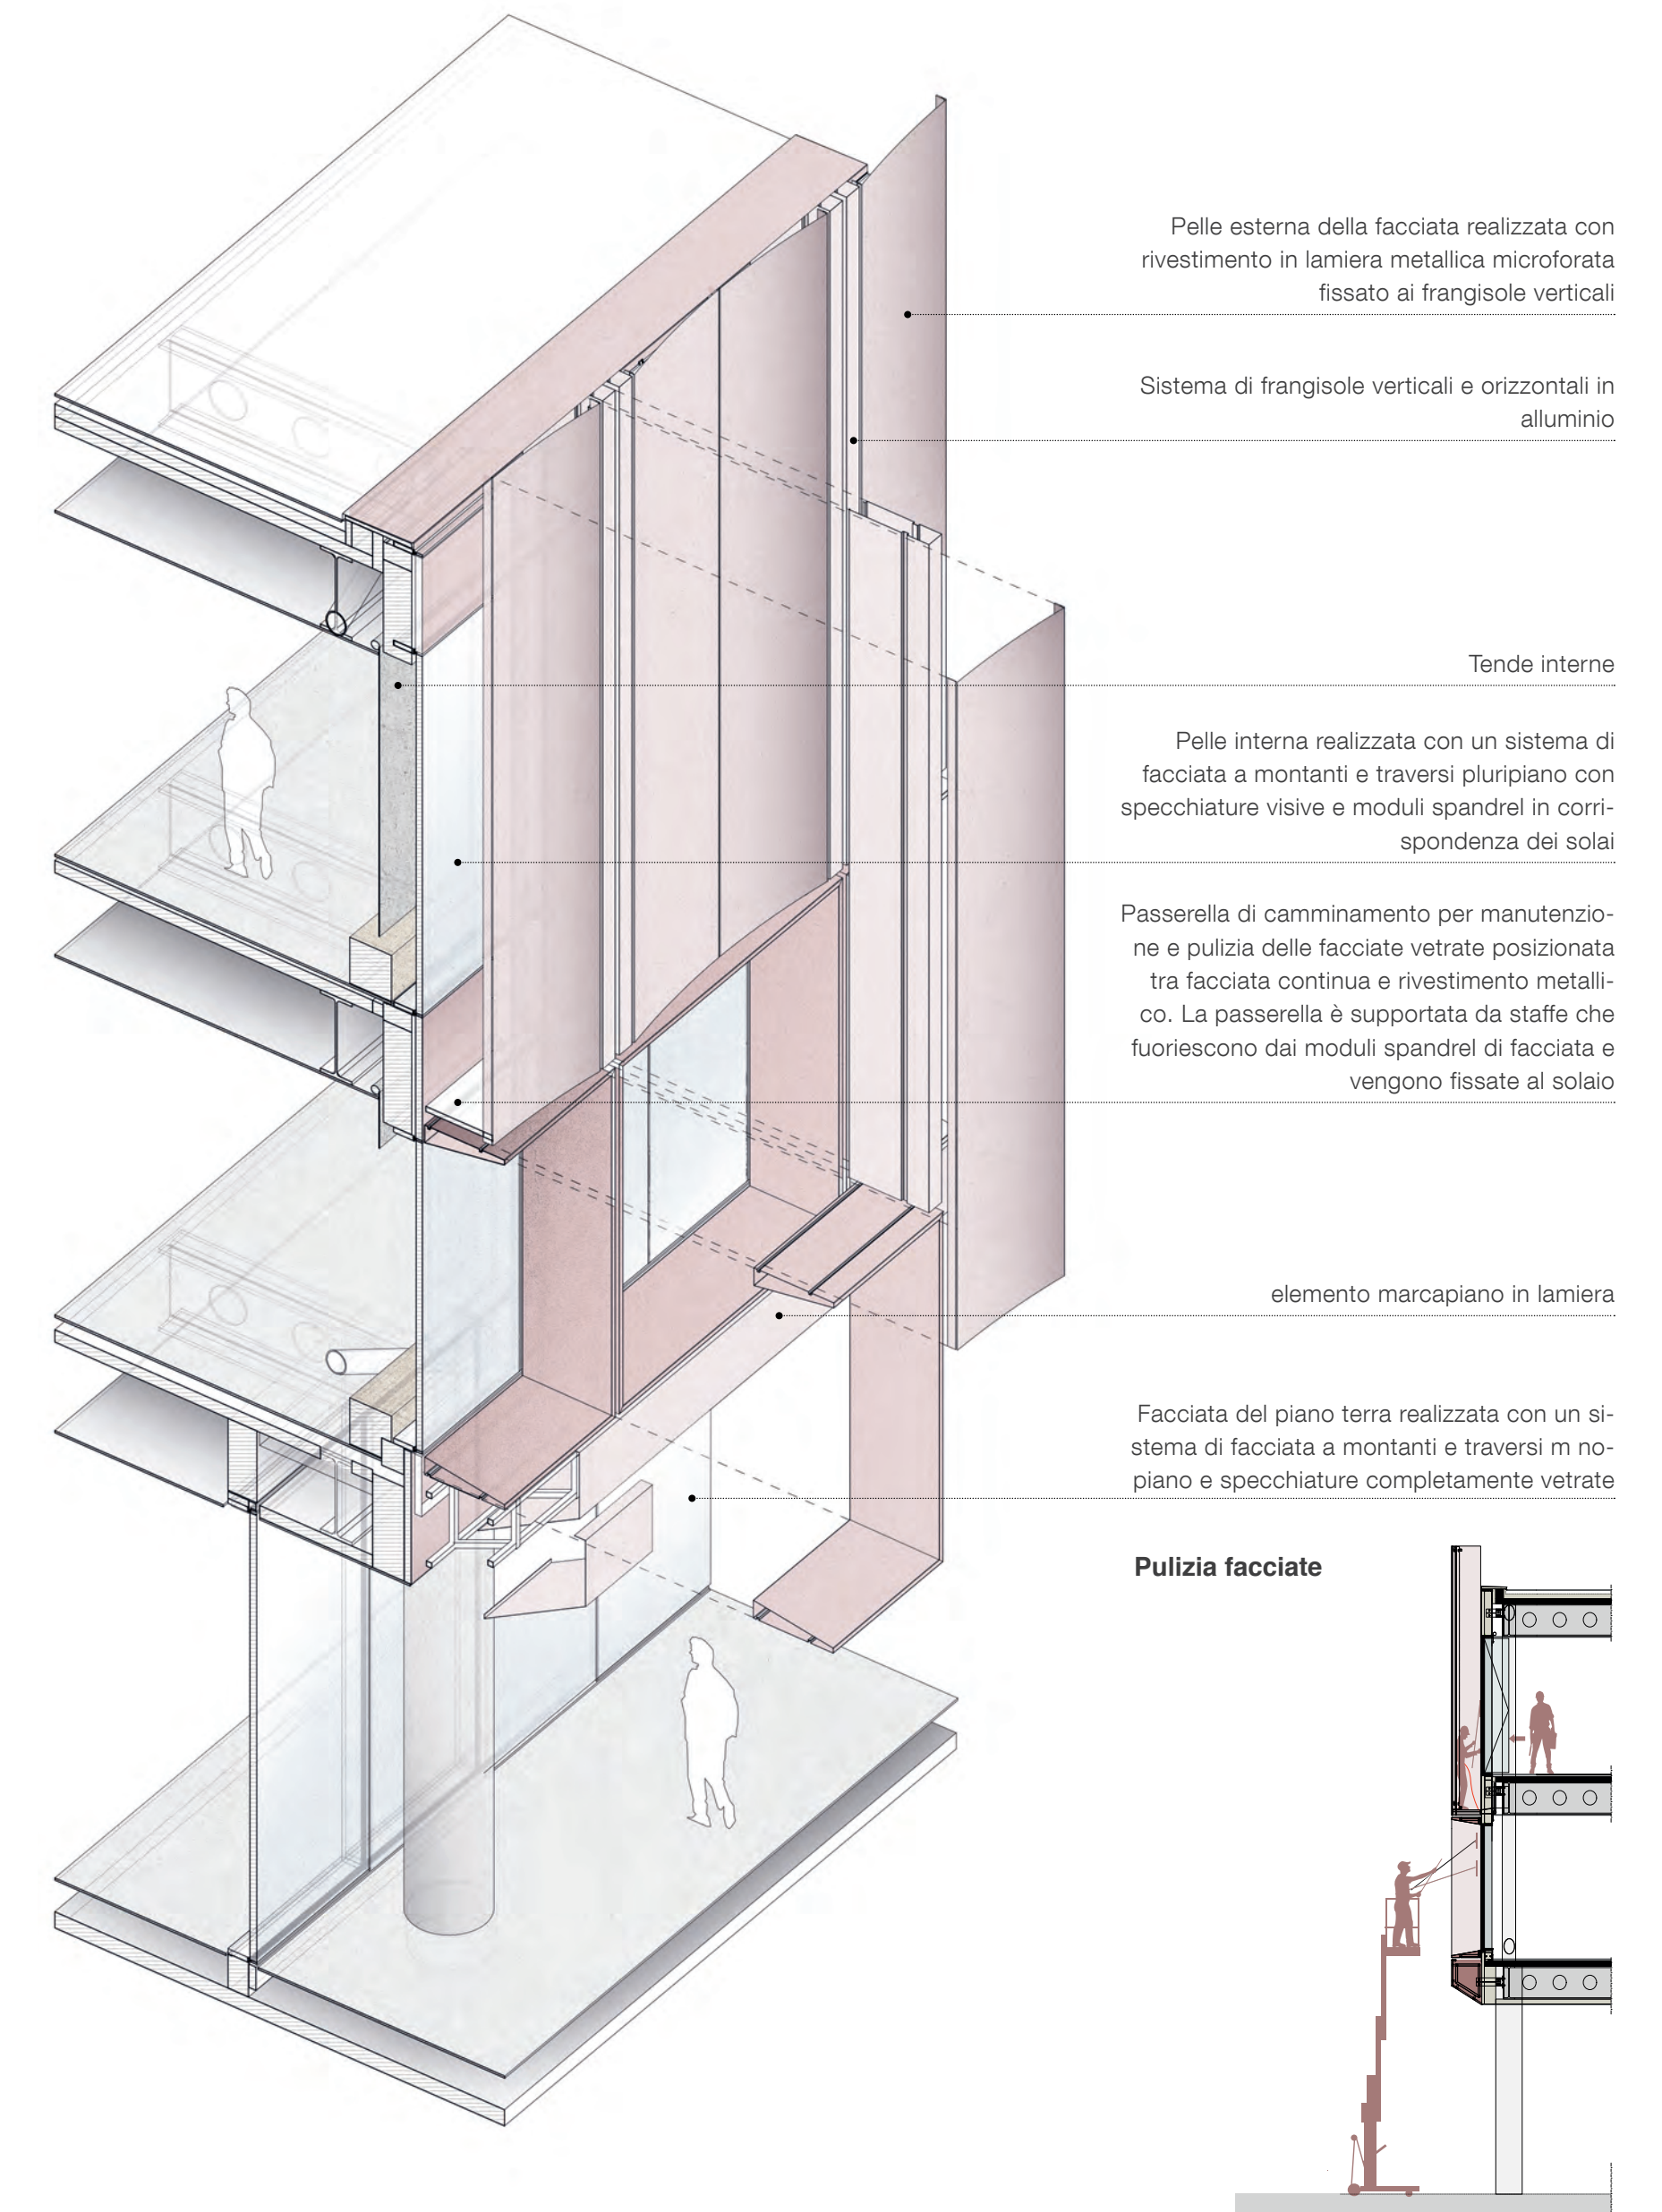 Pelle esterna della facciata realizzata con
rivestimento in lamiera metallica microforata
fissato ai frangisole verticali
Sistema di frangisole verticali e orizzontali in
alluminio
Tende interne
Pelle interna realizzata con un sistema di
facciata a montanti e traversi pluripiano con
specchiature visive e moduli spandrel in corri-
spondenza dei solai
Passerella di camminamento per manutenzio-
ne e pulizia delle facciate vetrate posizionata
tra facciata continua e rivestimento metalli-
co. La passerella è supportata da staffe che
fuoriescono dai moduli spandrel di facciata e
vengono fissate al solaio
elemento marcapiano in lamiera
Facciata del piano terra realizzata con un si-
stema di facciata a montanti e traversi m no-
piano e specchiature completamente vetrate
Pulizia facciate